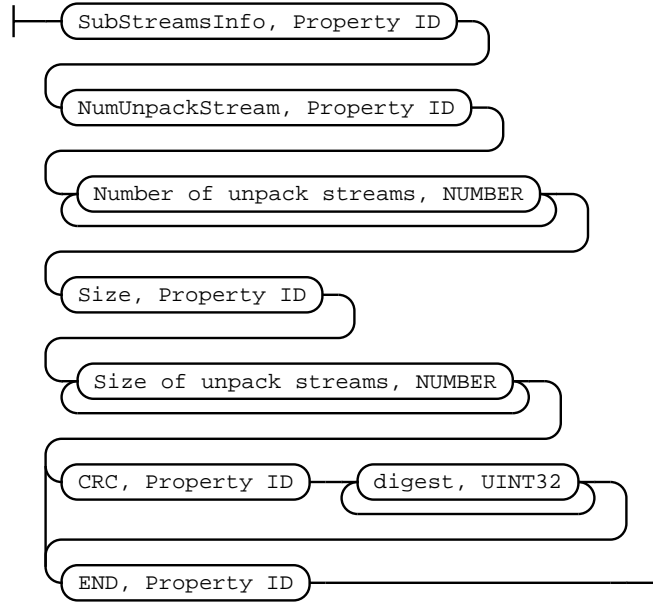 SubStreamsInfo, Property ID
NumUnpackStream, Property ID
Number of unpack streams, NUMBER
Size, Property ID
Size of unpack streams, NUMBER
CRC, Property ID digest, UINT32
END, Property ID